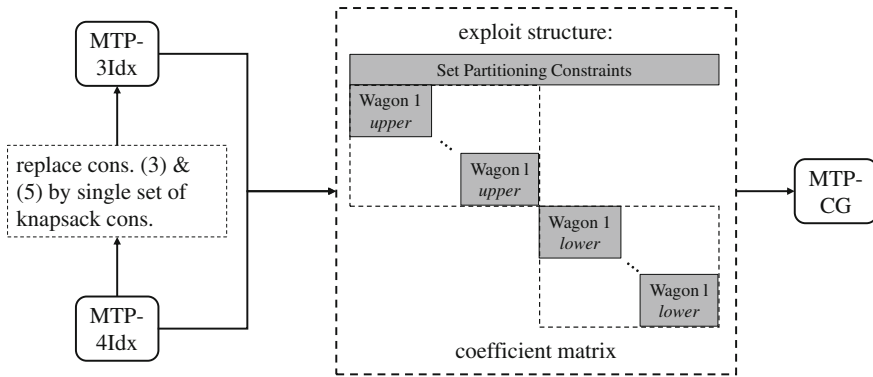 MTP-
3Idx
replace cons. (3) &
(5) by single set of
knapsack cons.
MTP-
4Idx
exploit structure:
Set Partitioning Constraints
Wagon 1
upper
Wagon l
upper
Wagon 1
lower
Wagon l
lower
coefficient matrix
MTP-
CG